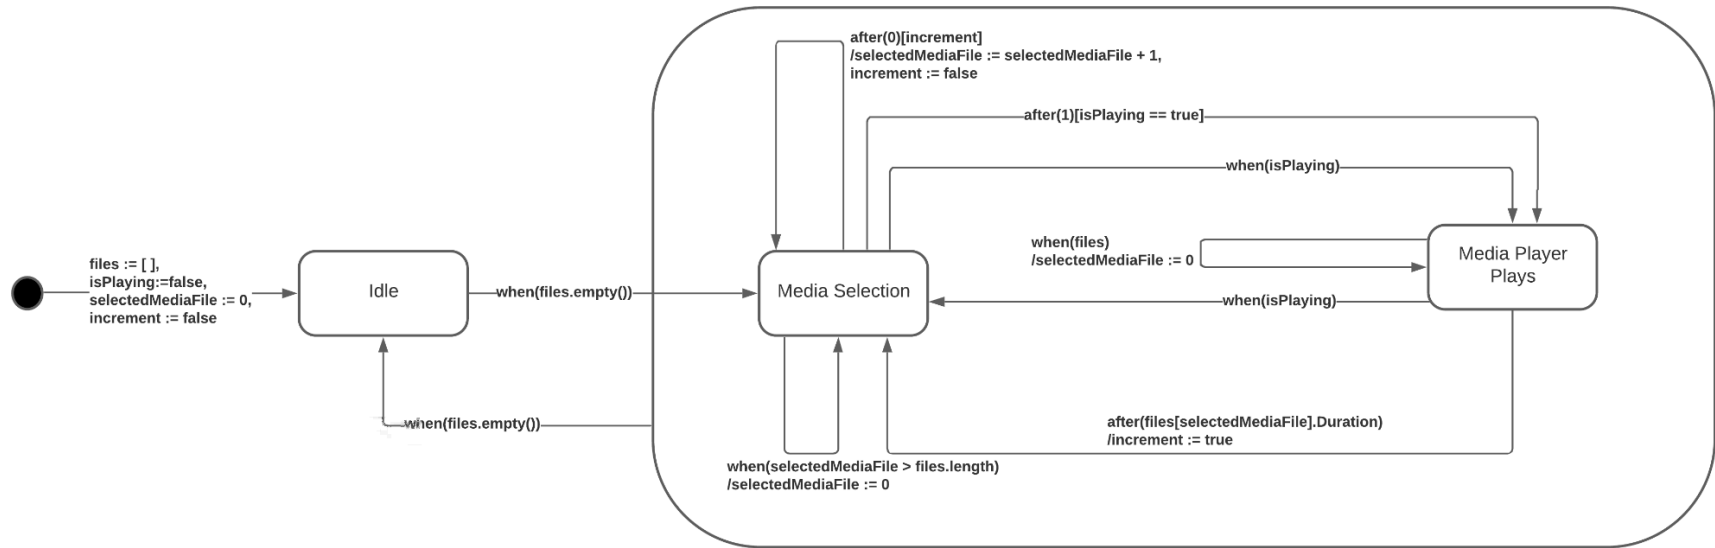 after(0)[increment]
/selectedMediaFile := selectedMediaFile + 1,
increment := false
after(1)[isPlaying == true]
when(isPlaying)
when(files)
/selectedMediaFile := 0
Media Player
Plays
files := [ ],
isPlaying:=false,
selectedMediaFile := 0,
increment := false
Idle
when(files.empty())
Media Selection
when(isPlaying)
when(files.empty())
after(files[selectedMediaFile].Duration)
/increment := true
when(selectedMediaFile > files.length)
/selectedMediaFile := 0